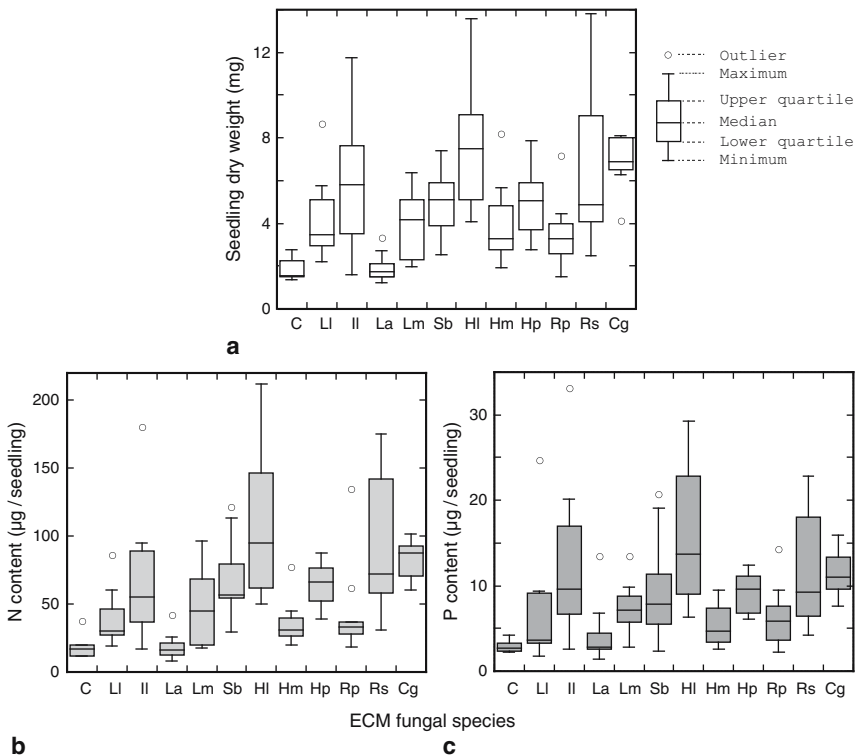 Seedling dry weight (mg)
12
8
4
0
C Ll Il La Lm Sb Hl Hm Hp Rp Rs Cg
a
Outlier
Maximum
Upper quartile
Median
Lower quartile
Minimum
N content (µg / seedling)
200
150
100
50
0
C Ll Il La Lm Sb Hl Hm Hp Rp Rs Cg
P content (µg / seedling)
30
20
10
0
C Ll Il La Lm Sb Hl Hm Hp Rp Rs Cg
ECM fungal species
b
c